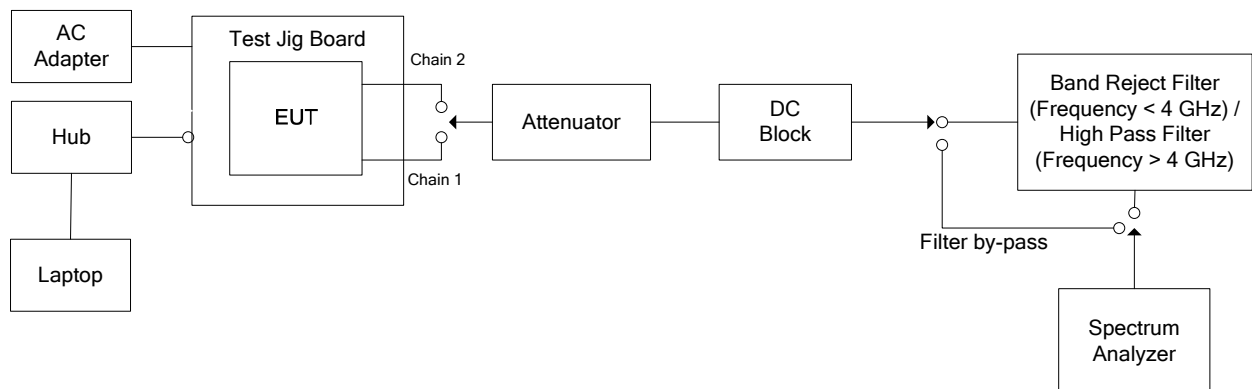 AC
Adapter
Test Jig Board
Chain 2
EUT
Hub
Chain 1
Laptop
Attenuator
DC
Block
Band Reject Filter
(Frequency < 4 GHz) /
High Pass Filter
(Frequency > 4 GHz)
Filter by-pass
Spectrum
Analyzer